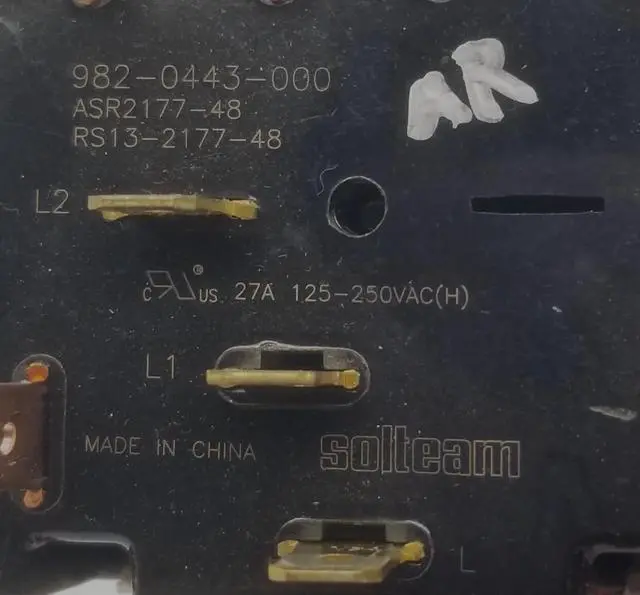 982-0443-000
AR
ASR2177-48
RS13-2177-48
L2
c RU® US 27A 125-250VAC(H)
L1
MADE IN CHINA
solteam
L